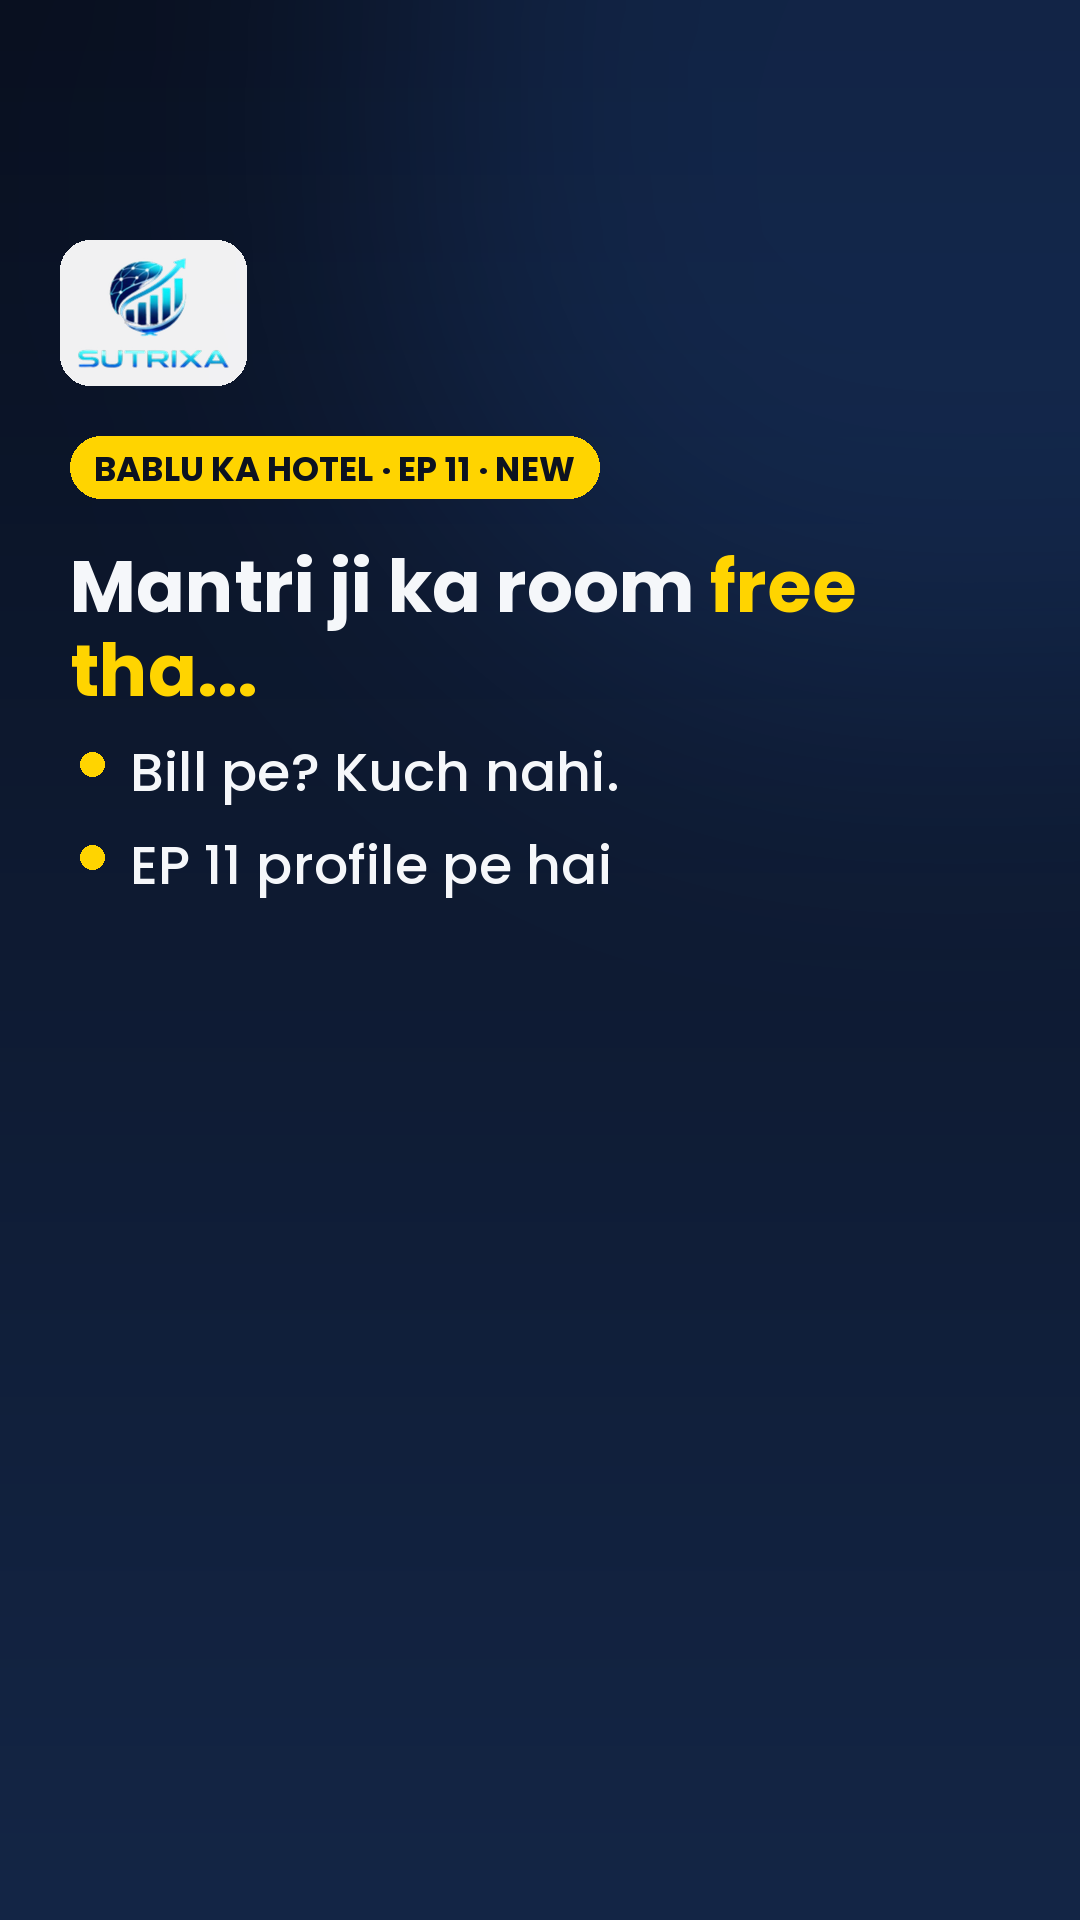 SUTRIXA
BABLU KA HOTEL · EP 11 · NEW
Mantri ji ka room free
tha...
Bill pe? Kuch nahi.
EP 11 profile pe hai